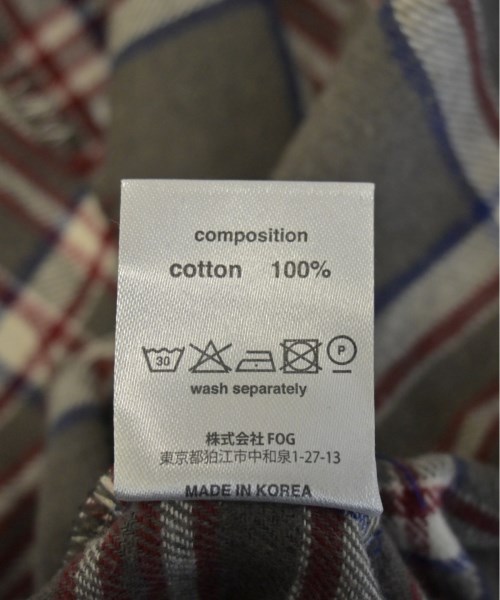 composition
cotton 100%
30 P
wash separately
株式会社 FOG
東京都狛江市中和泉1-27-13
MADE IN KOREA